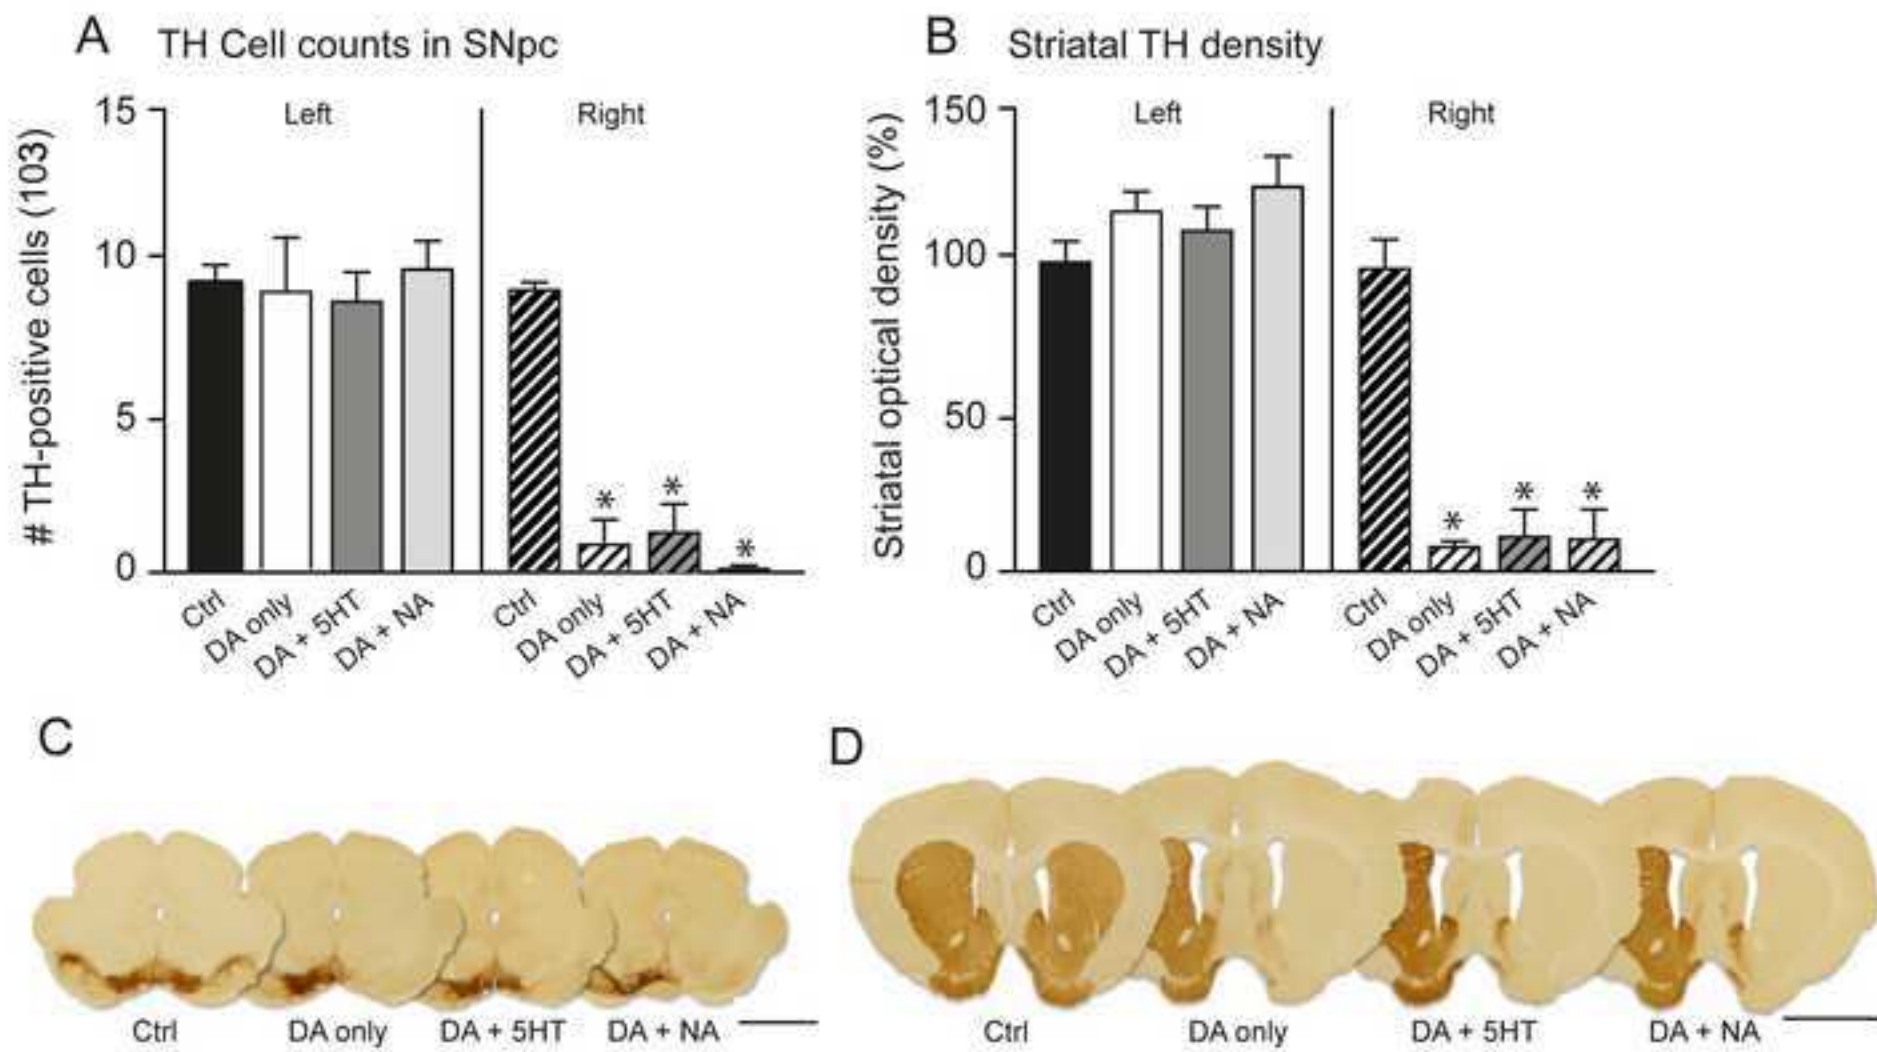 A TH Cell counts in SNpc
# TH-positive cells (103)
15
10
5
0
Left
Right
*
*
*
Ctrl
DA only
DA + 5HT
DA + NA
Ctrl
DA only
DA + 5HT
DA + NA
B Striatal TH density
Striatal optical density (%)
150
100
50
0
Left
Right
*
*
*
Ctrl
DA only
DA + 5HT
DA + NA
Ctrl
DA only
DA + 5HT
DA + NA
C
Ctrl
DA only
DA + 5HT
DA + NA
D
Ctrl
DA only
DA + 5HT
DA + NA